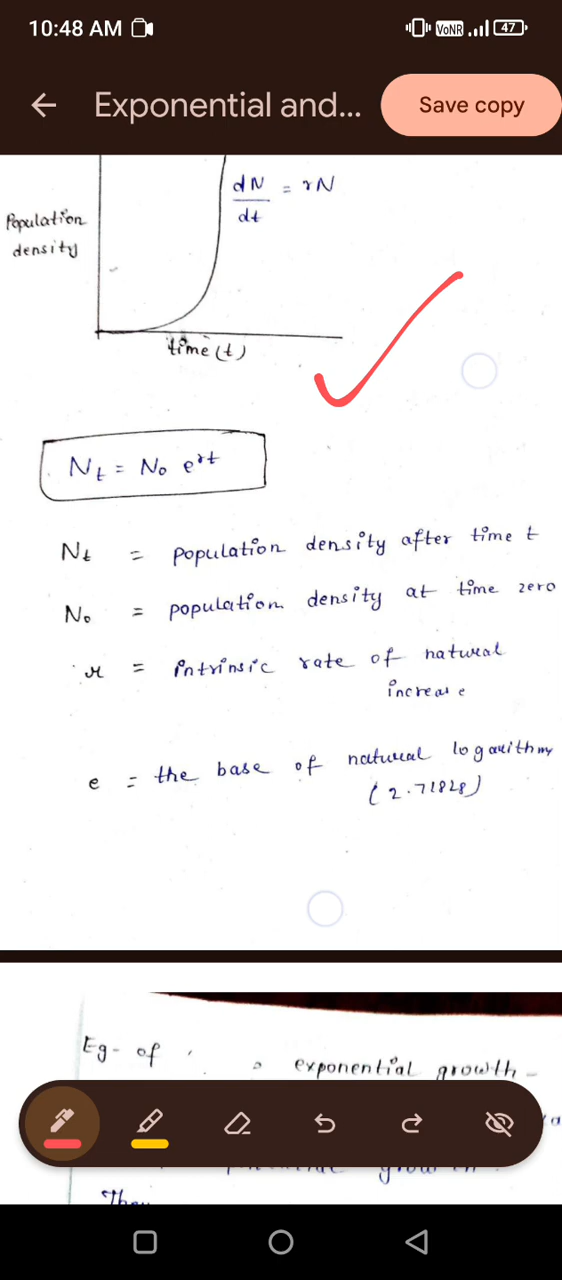 10:48 AM
VoNR 47
Exponential and...
Save copy
dN/dt = rN
Population
density
time (t)
Nt = No e^rt
Nt = population density after time t
No = population density at time zero
r = intrinsic rate of natural
increase
e = the base of natural logarithms
(2.71828)
Eg- of
exponential growth -